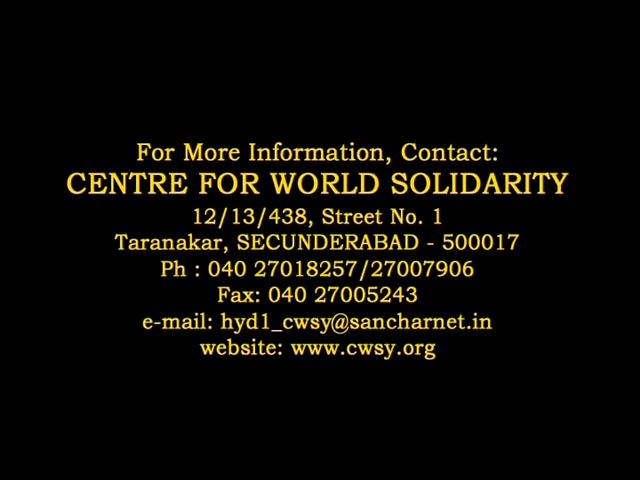 For More Information, Contact:
CENTRE FOR WORLD SOLIDARITY
12/13/438, Street No. 1
Taranakar, SECUNDERABAD - 500017
Ph : 040 27018257/27007906
Fax: 040 27005243
e-mail: hyd1_cwsy@sancharnet.in
website: www.cwsy.org